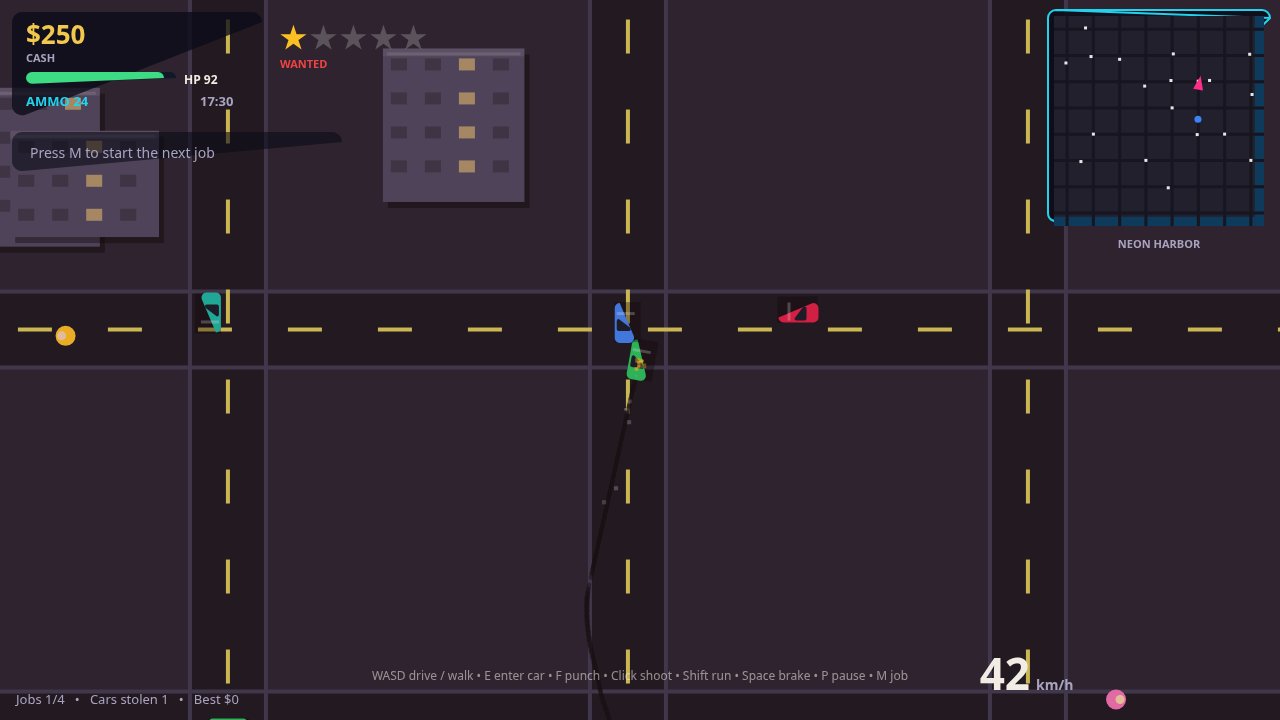 $250
CASH
HP 92
AMMO 24
17:30
WANTED
Press M to start the next job
NEON HARBOR
WASD drive / walk • E enter car • F punch • Click shoot • Shift run • Space brake • P pause • M job
42 km/h
Jobs 1/4 • Cars stolen 1 • Best $0